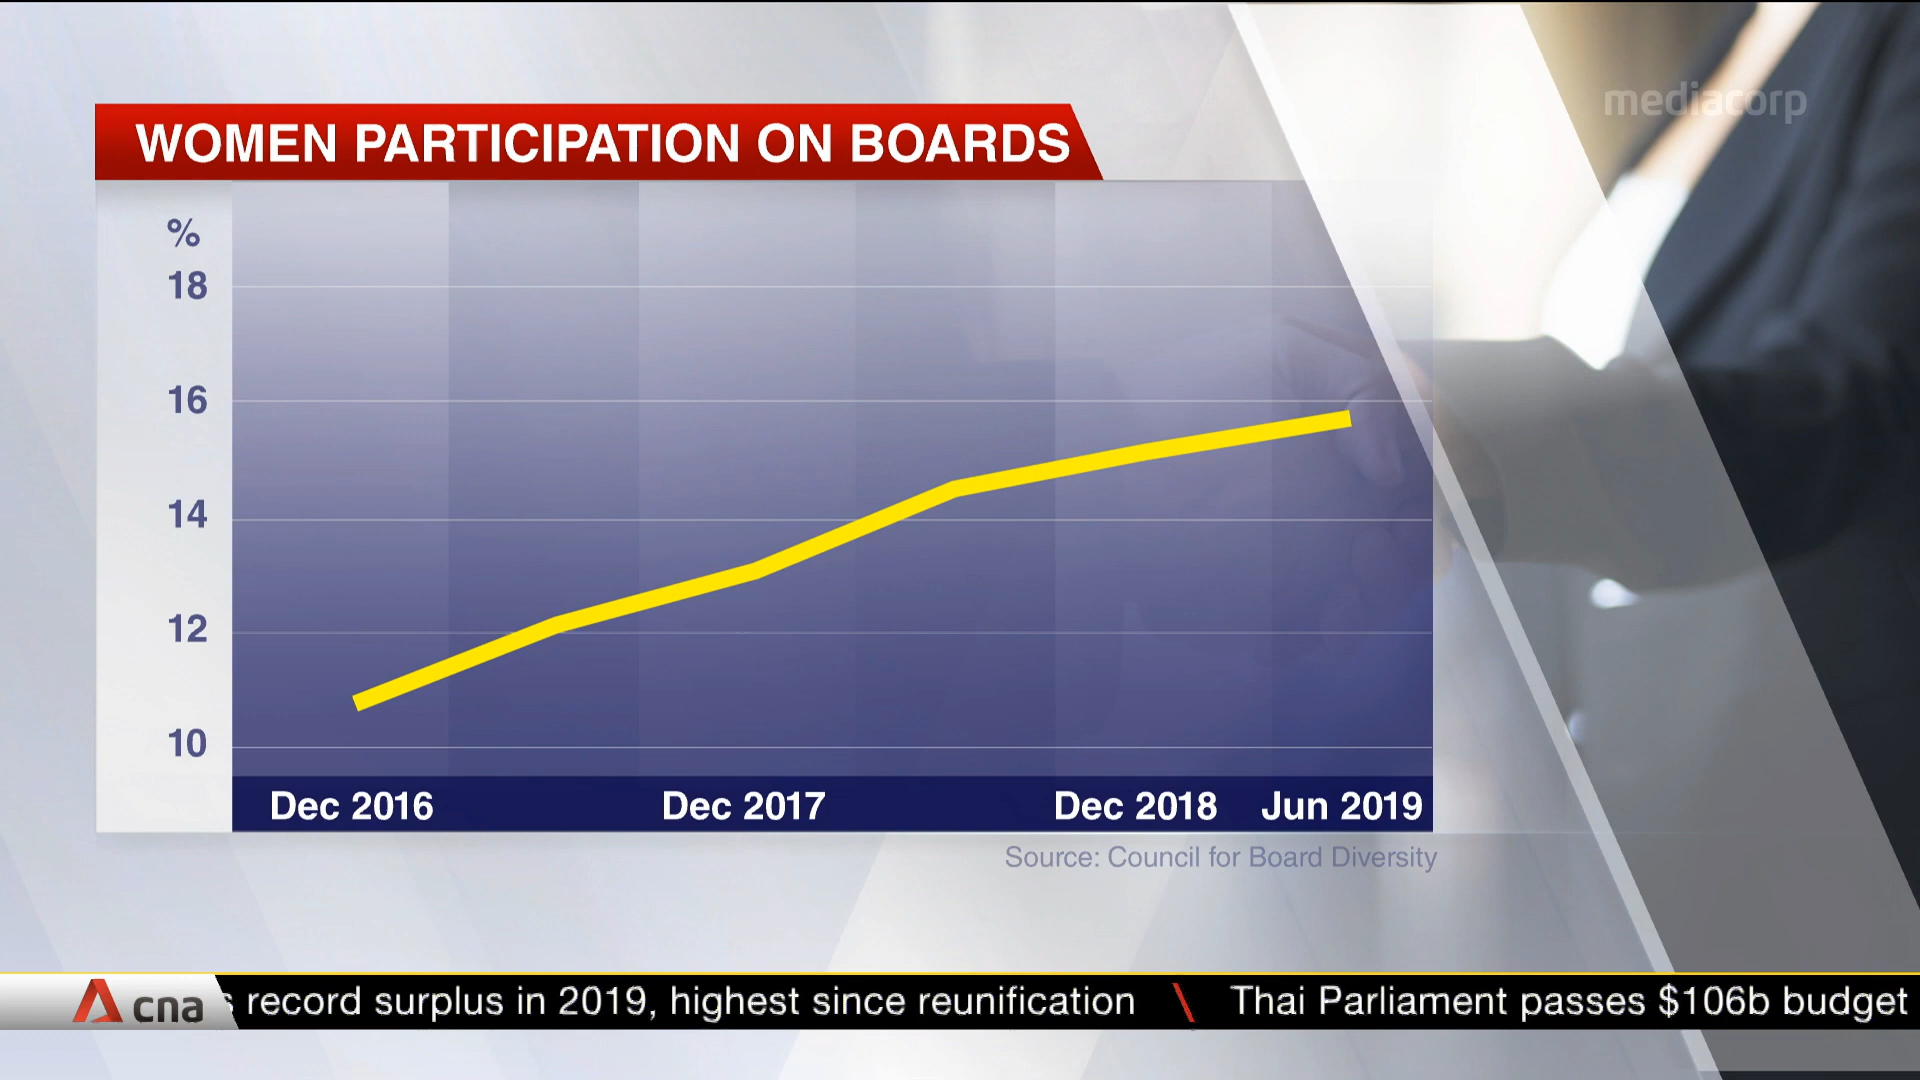 mediacorp
WOMEN PARTICIPATION ON BOARDS
%
18
16
14
12
10
Dec 2016 Dec 2017 Dec 2018 Jun 2019
Source: Council for Board Diversity
cna s record surplus in 2019, highest since reunification \ Thai Parliament passes $106b budget